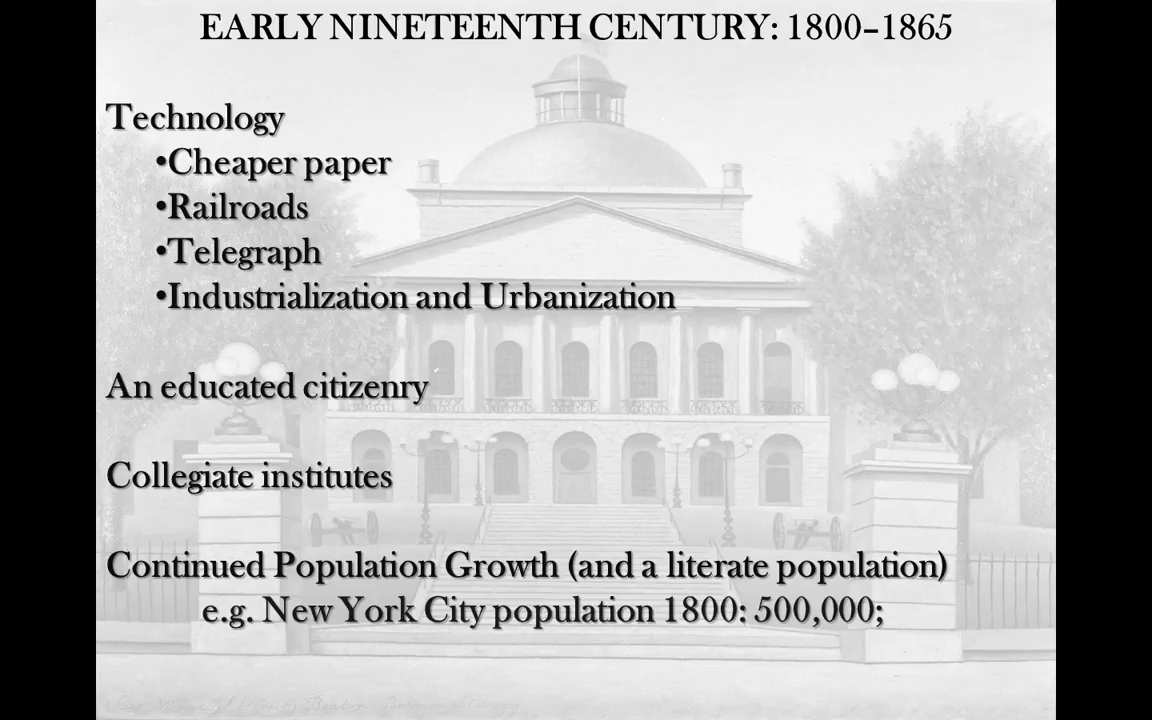 EARLY NINETEENTH CENTURY: 1800–1865
Technology
•Cheaper paper
•Railroads
•Telegraph
•Industrialization and Urbanization
An educated citizenry
Collegiate institutes
Continued Population Growth (and a literate population)
e.g. New York City population 1800: 500,000;